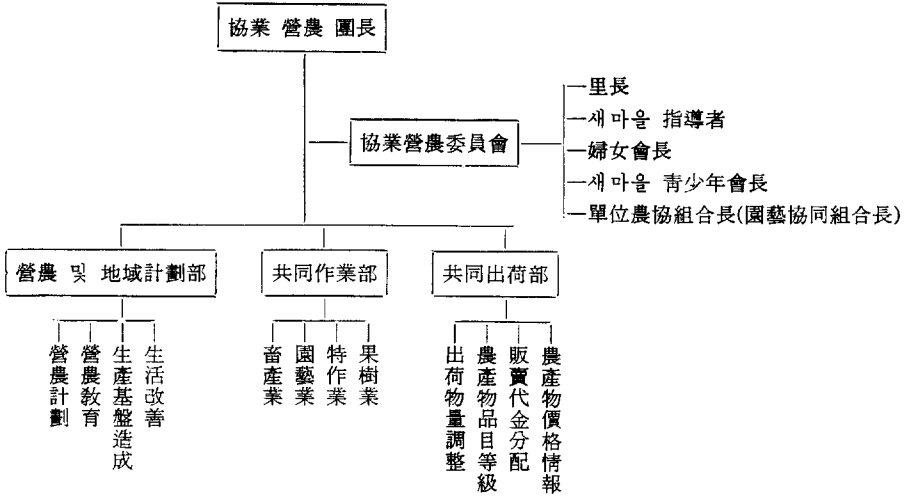 協業 營農 團長
協業營農委員會
里長
새마을 指導者
婦女會長
새마을 靑少年會長
單位農協組合長(園藝協同組合長)
營農 및 地域計劃部
共同作業部
共同出荷部
營農計劃
營農敎育
生產基盤造成
生活改善
畜產業
園藝業
特作業
果樹業
出荷物量調整
農產物品目等級
販賣代金分配
農產物價格情報